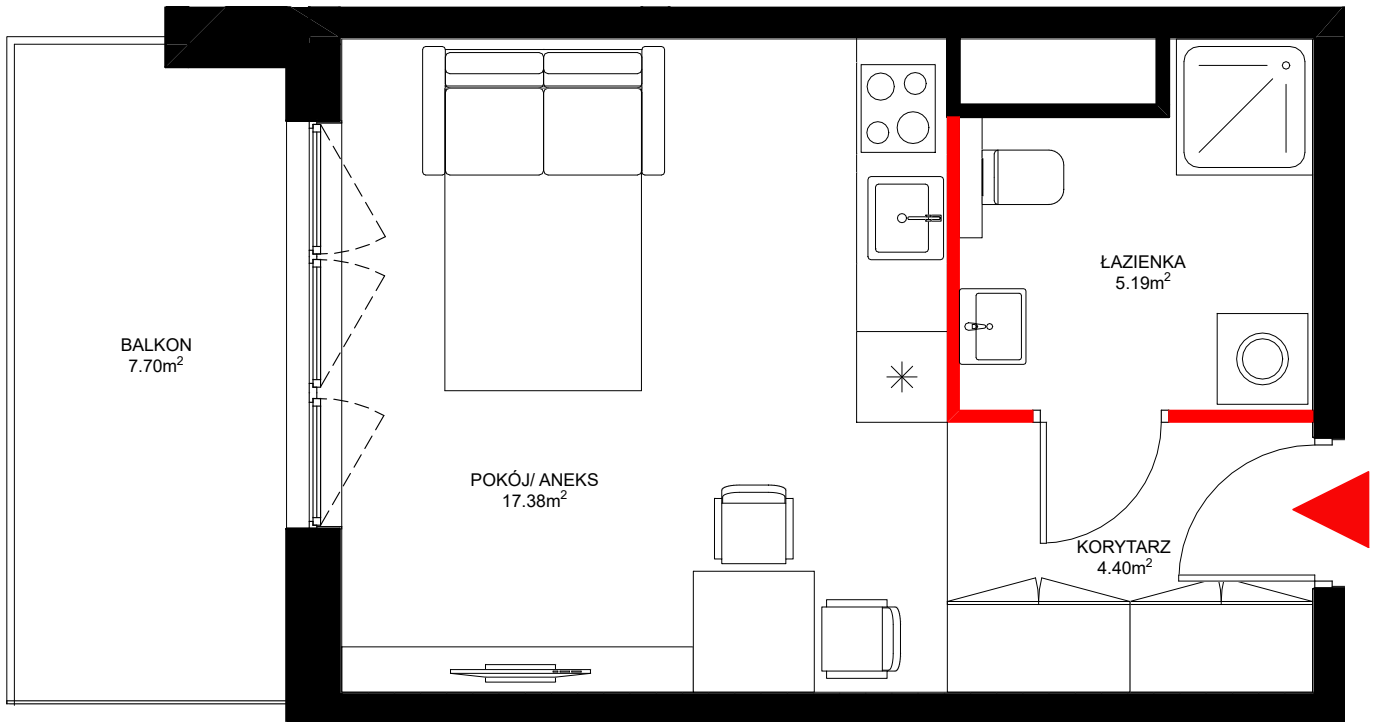 BALKON
7.70m²
POKÓJ/ ANEKS
17.38m²
ŁAZIENKA
5.19m²
KORYTARZ
4.40m²